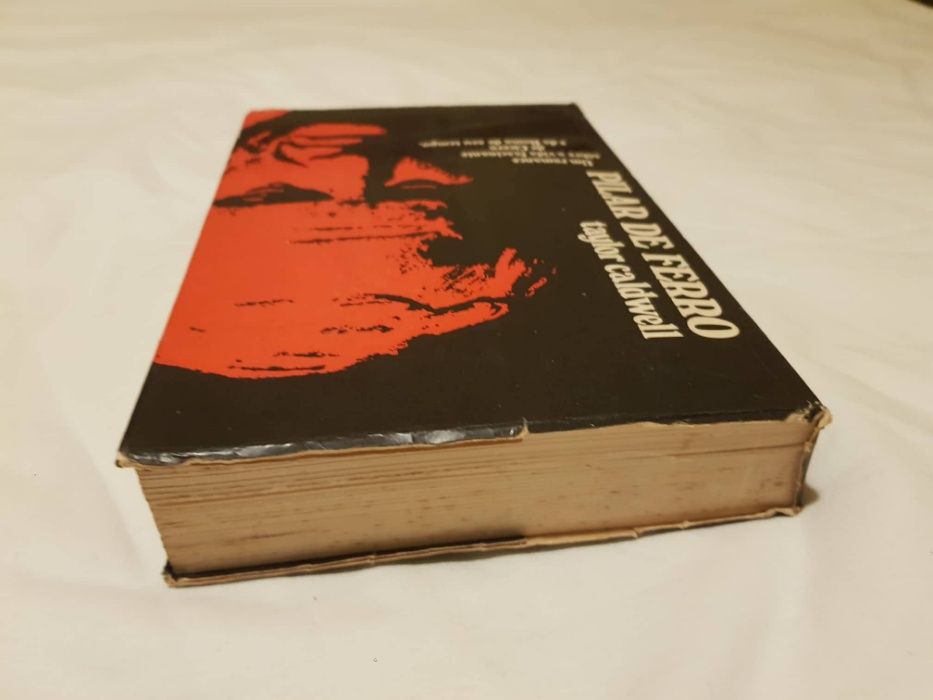 Um romance
sobre a vida fascinante
de Cícero
e da Roma de seu tempo.
PILAR DE FERRO
taylor caldwell